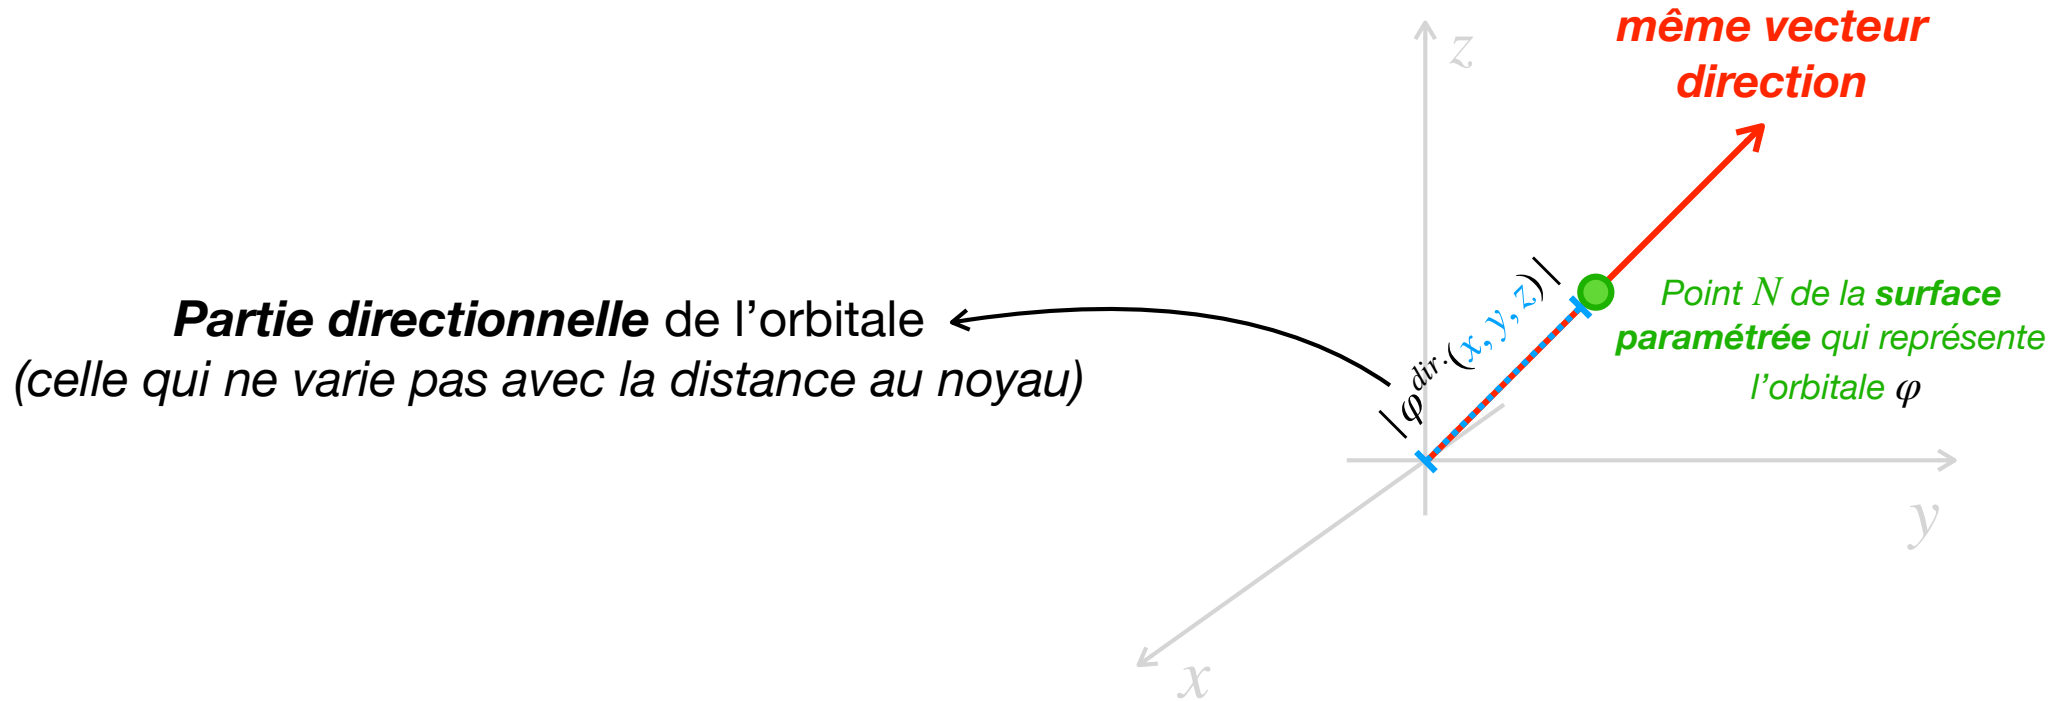 même vecteur
direction
z
Partie directionnelle de l'orbitale
(celle qui ne varie pas avec la distance au noyau)
|φ^dir.(x, y, z)|
Point N de la surface
paramétrée qui représente
l'orbitale φ
y
x